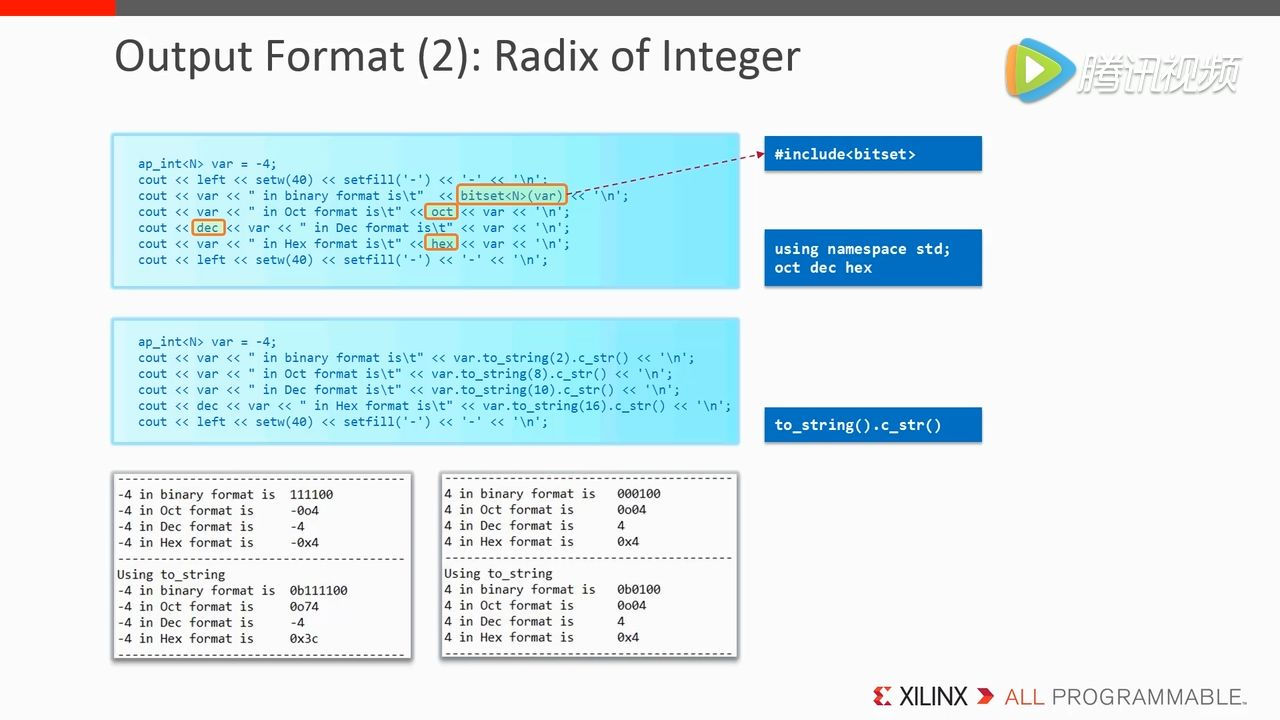 Output Format (2): Radix of Integer
腾讯视频
ap_int<N> var = -4;
cout << left << setw(40) << setfill('-') << '-' << '\n';
cout << var << " in binary format is\t" << bitset<N>(var) << '\n';
cout << var << " in Oct format is\t" << oct << var << '\n';
cout << dec << var << " in Dec format is\t" << var << '\n';
cout << var << " in Hex format is\t" << hex << var << '\n';
cout << left << setw(40) << setfill('-') << '-' << '\n';
#include<bitset>
using namespace std;
oct dec hex
ap_int<N> var = -4;
cout << var << " in binary format is\t" << var.to_string(2).c_str() << '\n';
cout << var << " in Oct format is\t" << var.to_string(8).c_str() << '\n';
cout << var << " in Dec format is\t" << var.to_string(10).c_str() << '\n';
cout << dec << var << " in Hex format is\t" << var.to_string(16).c_str() << '\n';
cout << left << setw(40) << setfill('-') << '-' << '\n';
to_string().c_str()
----------------------------------------
-4 in binary format is 111100
-4 in Oct format is -0o4
-4 in Dec format is -4
-4 in Hex format is -0x4
----------------------------------------
Using to_string
-4 in binary format is 0b111100
-4 in Oct format is 0o74
-4 in Dec format is -4
-4 in Hex format is 0x3c
----------------------------------------
----------------------------------------
4 in binary format is 000100
4 in Oct format is 0o04
4 in Dec format is 4
4 in Hex format is 0x4
----------------------------------------
Using to_string
4 in binary format is 0b0100
4 in Oct format is 0o04
4 in Dec format is 4
4 in Hex format is 0x4
----------------------------------------
XILINX ALL PROGRAMMABLE™